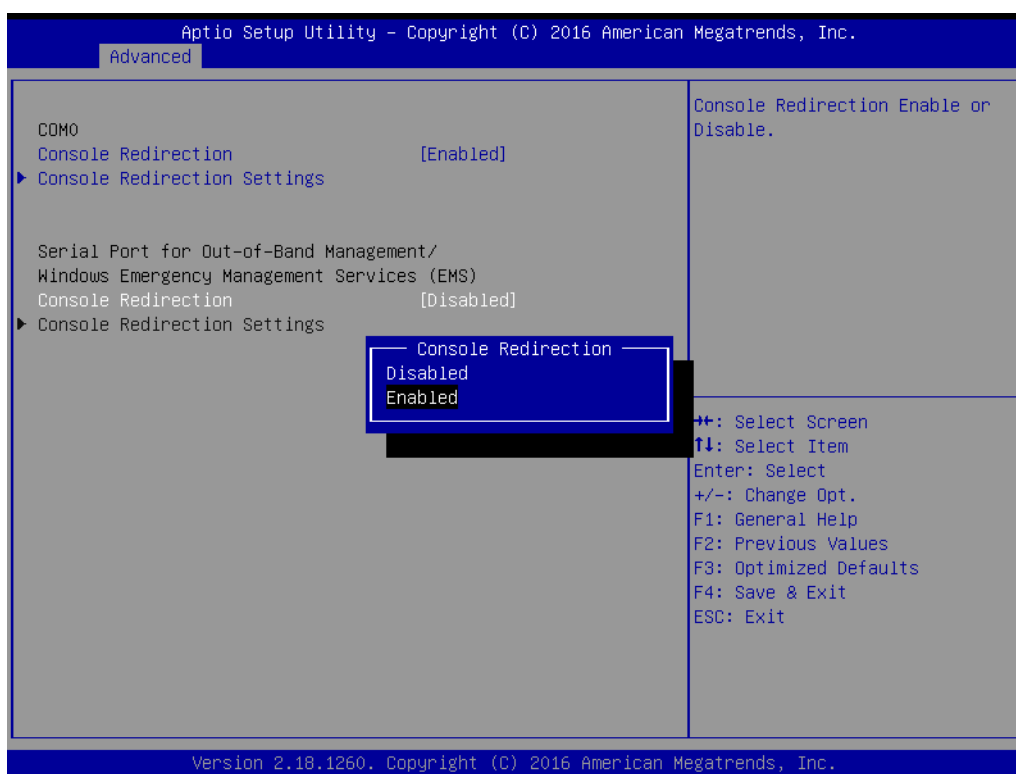 Aptio Setup Utility – Copyright (C) 2016 American Megatrends, Inc.
Advanced
COM0
Console Redirection [Enabled]
Console Redirection Settings
Serial Port for Out-of-Band Management/
Windows Emergency Management Services (EMS)
Console Redirection [Disabled]
Console Redirection Settings
Console Redirection
Disabled
Enabled
Console Redirection Enable or
Disable.
→←: Select Screen
↑↓: Select Item
Enter: Select
+/-: Change Opt.
F1: General Help
F2: Previous Values
F3: Optimized Defaults
F4: Save & Exit
ESC: Exit
Version 2.18.1260. Copyright (C) 2016 American Megatrends, Inc.